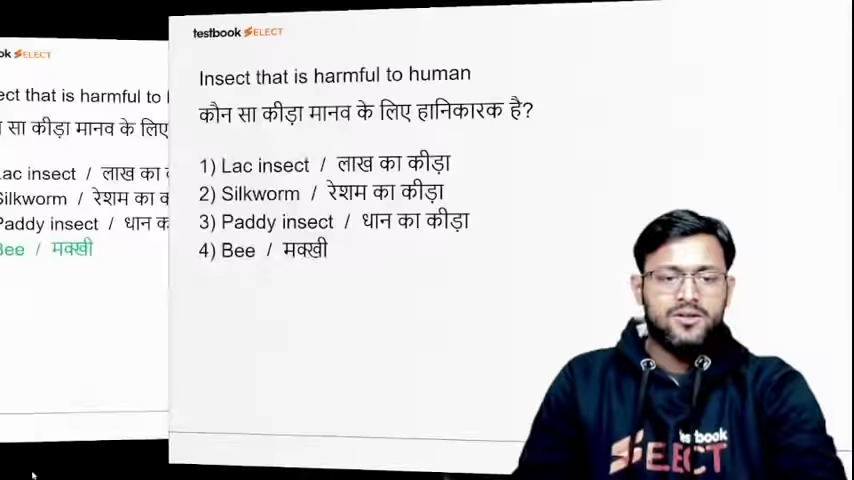 ok SELECT
ect that is harmful to
सा कीड़ा मानव के लिए
Lac insect / लाख का
Silkworm / रेशम का
Paddy insect / धान
Bee / मक्खी
testbook SELECT
Insect that is harmful to human
कौन सा कीड़ा मानव के लिए हानिकारक है?
1) Lac insect / लाख का कीड़ा
2) Silkworm / रेशम का कीड़ा
3) Paddy insect / धान का कीड़ा
4) Bee / मक्खी
testbook
SELECT